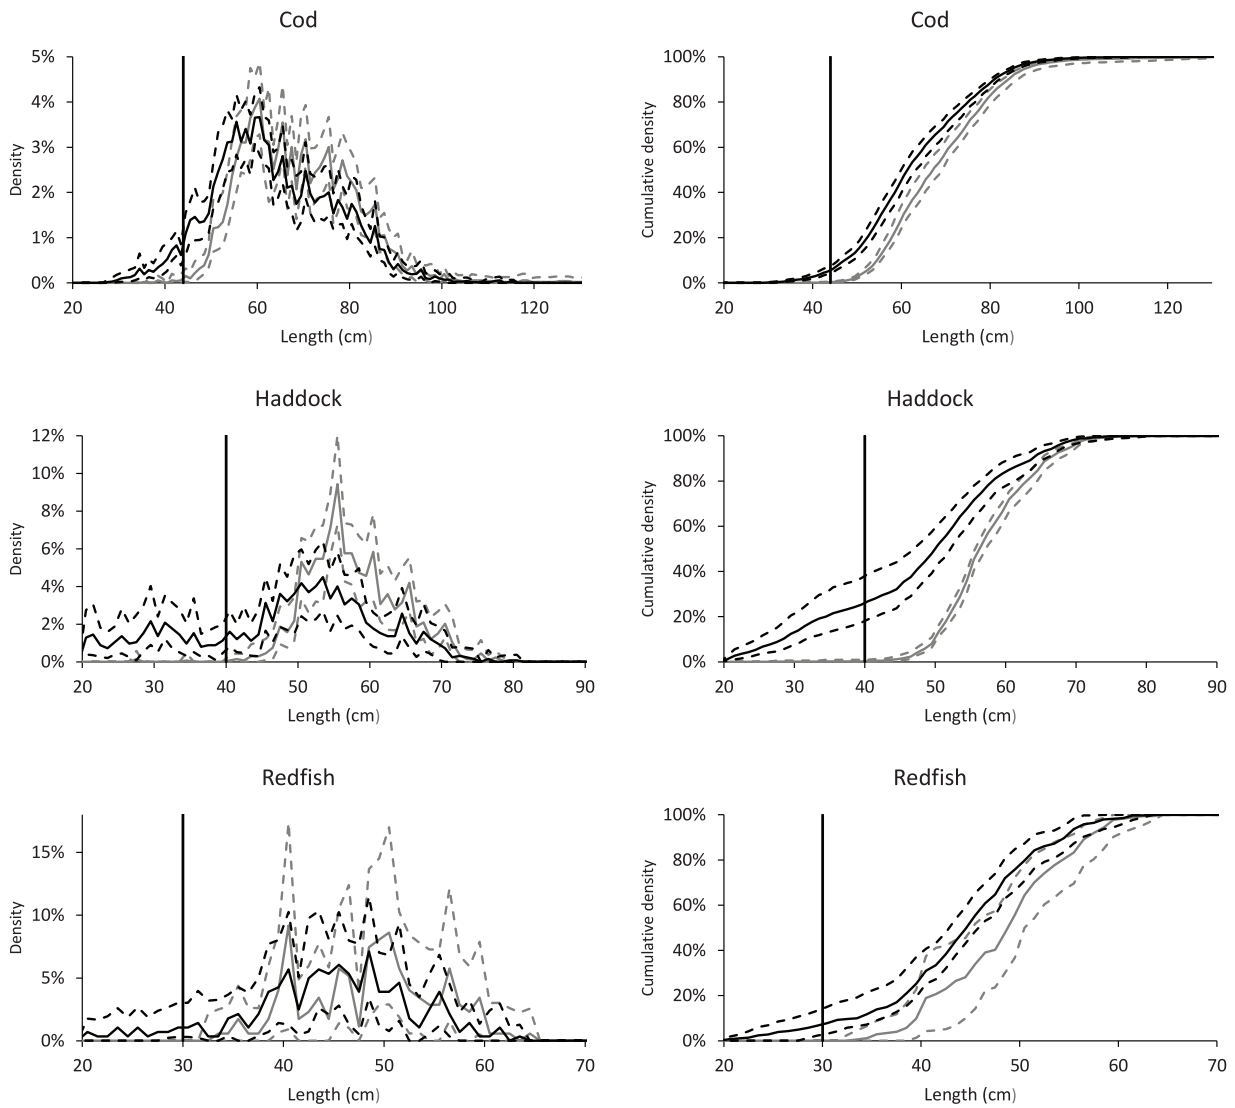 Cod
5%
4%
3%
2%
1%
0%
Density
20 40 60 80 100 120
Length (cm)
Cod
100%
80%
60%
40%
20%
0%
Cumulative density
20 40 60 80 100 120
Length (cm)
Haddock
12%
10%
8%
6%
4%
2%
0%
Density
20 30 40 50 60 70 80 90
Length (cm)
Haddock
100%
80%
60%
40%
20%
0%
Cumulative density
20 30 40 50 60 70 80 90
Length (cm)
Redfish
15%
10%
5%
0%
Density
20 30 40 50 60 70
Length (cm)
Redfish
100%
80%
60%
40%
20%
0%
Cumulative density
20 30 40 50 60 70
Length (cm)